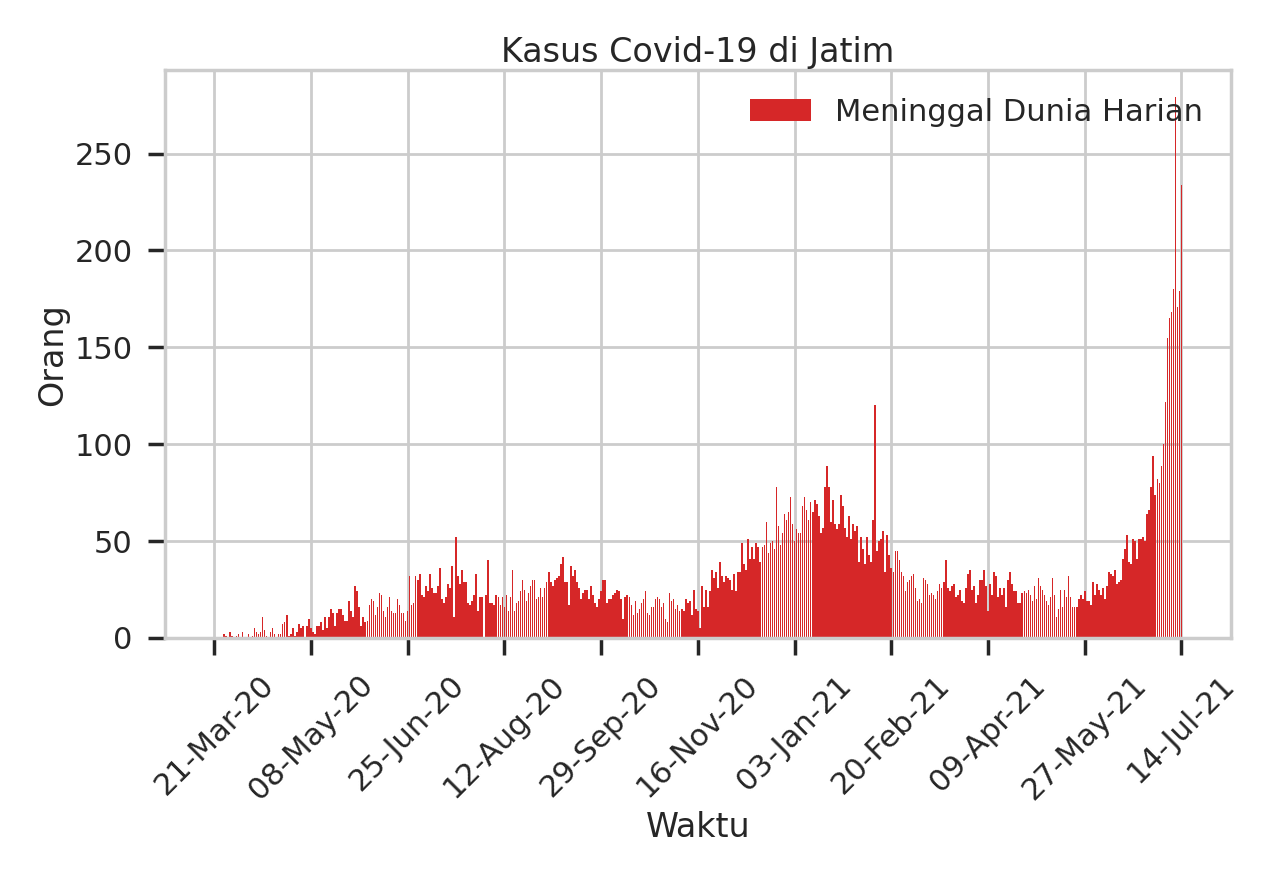 Kasus Covid-19 di Jatim
Meninggal Dunia Harian
Orang
250
200
150
100
50
0
21-Mar-20
08-May-20
25-Jun-20
12-Aug-20
29-Sep-20
16-Nov-20
03-Jan-21
20-Feb-21
09-Apr-21
27-May-21
14-Jul-21
Waktu